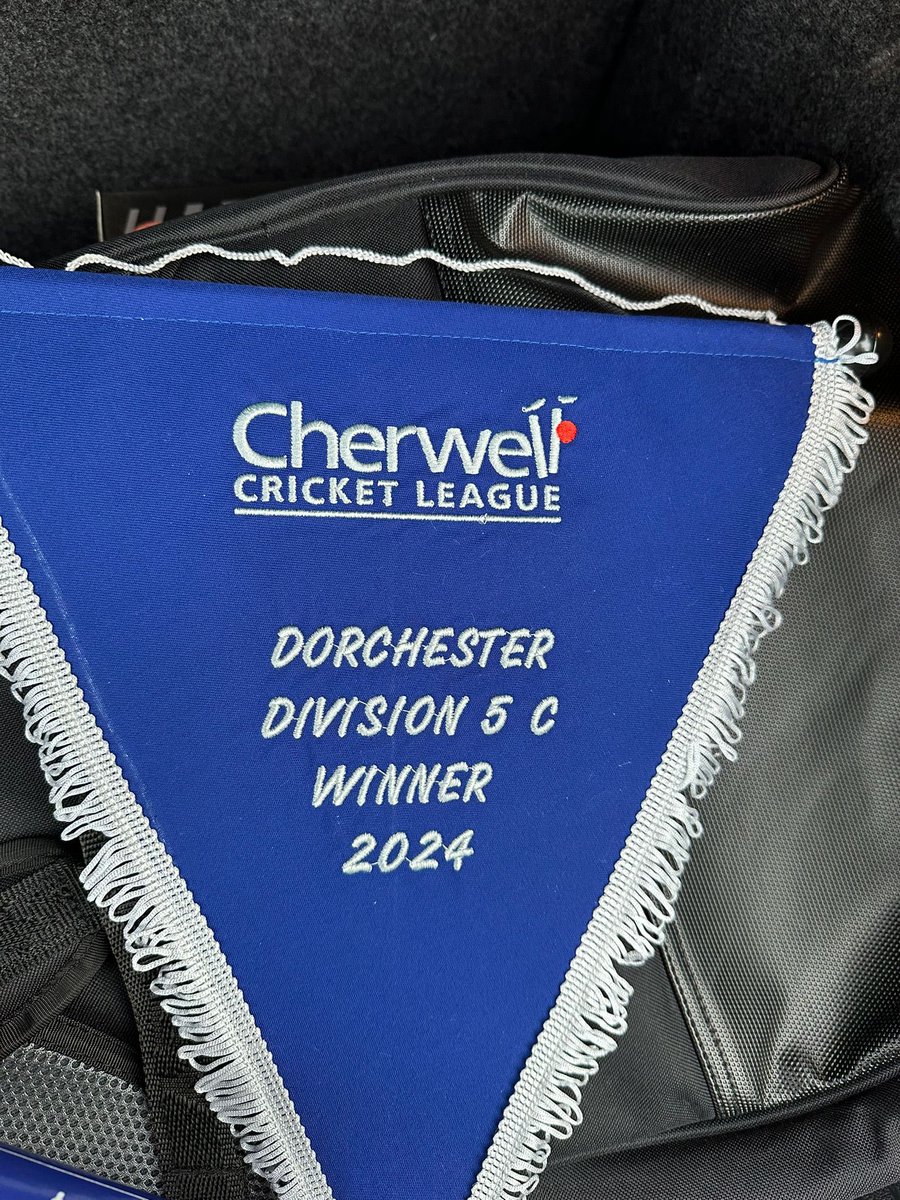 Cherwell
CRICKET LEAGUE
DORCHESTER
DIVISION 5 C
WINNER
2024